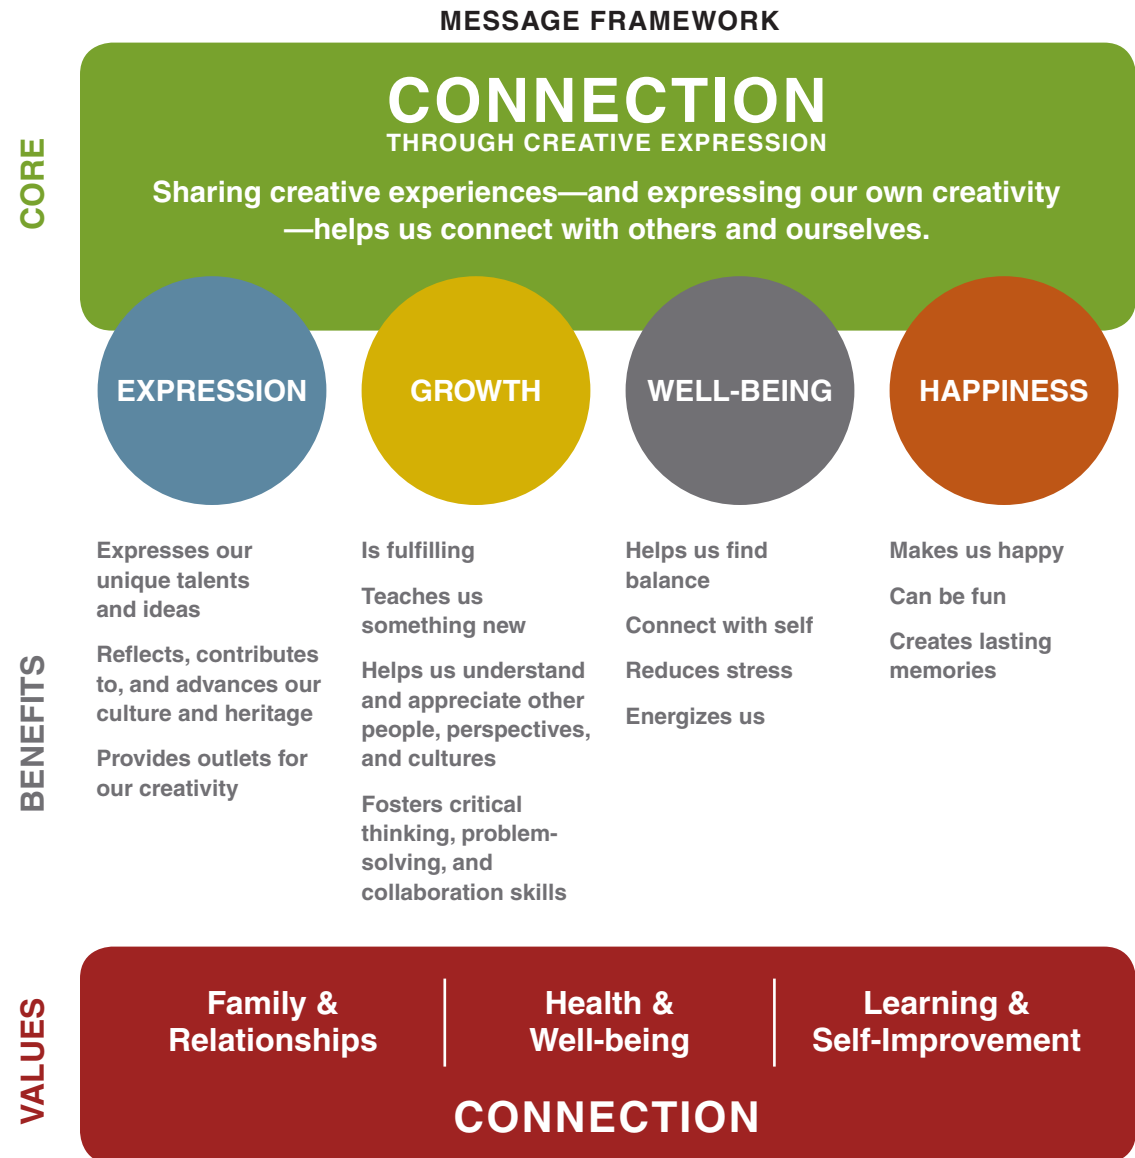 MESSAGE FRAMEWORK
CORE
CONNECTION
THROUGH CREATIVE EXPRESSION
Sharing creative experiences—and expressing our own creativity
—helps us connect with others and ourselves.
EXPRESSION
GROWTH
WELL-BEING
HAPPINESS
BENEFITS
Expresses our
unique talents
and ideas
Reflects, contributes
to, and advances our
culture and heritage
Provides outlets for
our creativity
Is fulfilling
Teaches us
something new
Helps us understand
and appreciate other
people, perspectives,
and cultures
Fosters critical
thinking, problem-
solving, and
collaboration skills
Helps us find
balance
Connect with self
Reduces stress
Energizes us
Makes us happy
Can be fun
Creates lasting
memories
VALUES
Family &
Relationships
Health &
Well-being
Learning &
Self-Improvement
CONNECTION